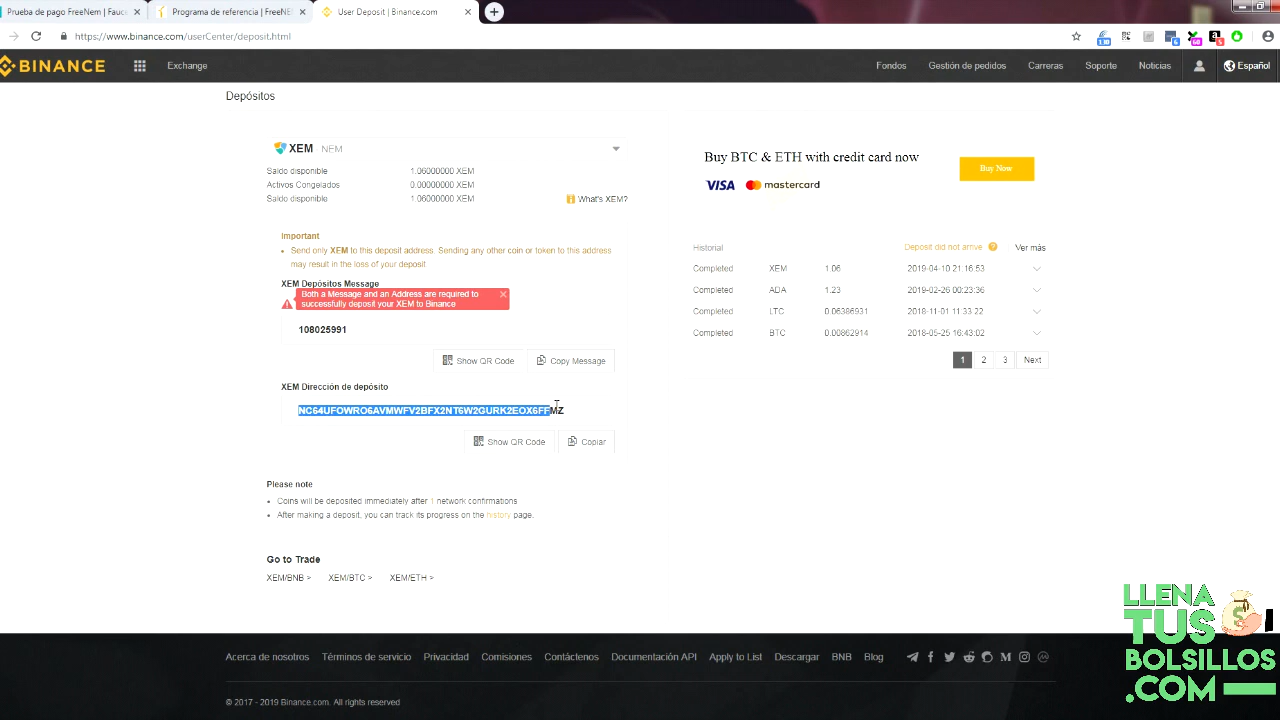 Prueba de pago FreeNem | Fauce
Programa de referencia | FreeNE
User Deposit | Binance.com
https://www.binance.com/userCenter/deposit.html
BINANCE
Exchange
Fondos
Gestión de pedidos
Carreras
Soporte
Noticias
Español
Depósitos
XEM NEM
Saldo disponible 1.06000000 XEM
Activos Congelados 0.00000000 XEM
Saldo disponible 1.06000000 XEM
What's XEM?
Important
Send only XEM to this deposit address. Sending any other coin or token to this address
may result in the loss of your deposit
XEM Depósitos Message
Both a Message and an Address are required to
successfully deposit your XEM to Binance
108025991
Show QR Code
Copy Message
XEM Dirección de depósito
NC64UFOWRO6AVMWFV2BFX2NT6W2GURK2EOX6FFMZ
Show QR Code
Copiar
Please note
Coins will be deposited immediately after 1 network confirmations
After making a deposit, you can track its progress on the history page.
Go to Trade
XEM/BNB > XEM/BTC > XEM/ETH >
Buy BTC & ETH with credit card now
Buy Now
VISA mastercard
Historial
Deposit did not arrive
Ver más
Completed XEM 1.06 2019-04-10 21:16:53
Completed ADA 1.23 2019-02-26 00:23:36
Completed LTC 0.06386931 2018-11-01 11:33:22
Completed BTC 0.00862914 2018-05-25 16:43:02
1 2 3 Next
LLENA
TUS
BOLSILLOS
.COM
Acerca de nosotros Términos de servicio Privacidad Comisiones Contáctenos Documentación API Apply to List Descargar BNB Blog
© 2017 - 2019 Binance.com. All rights reserved